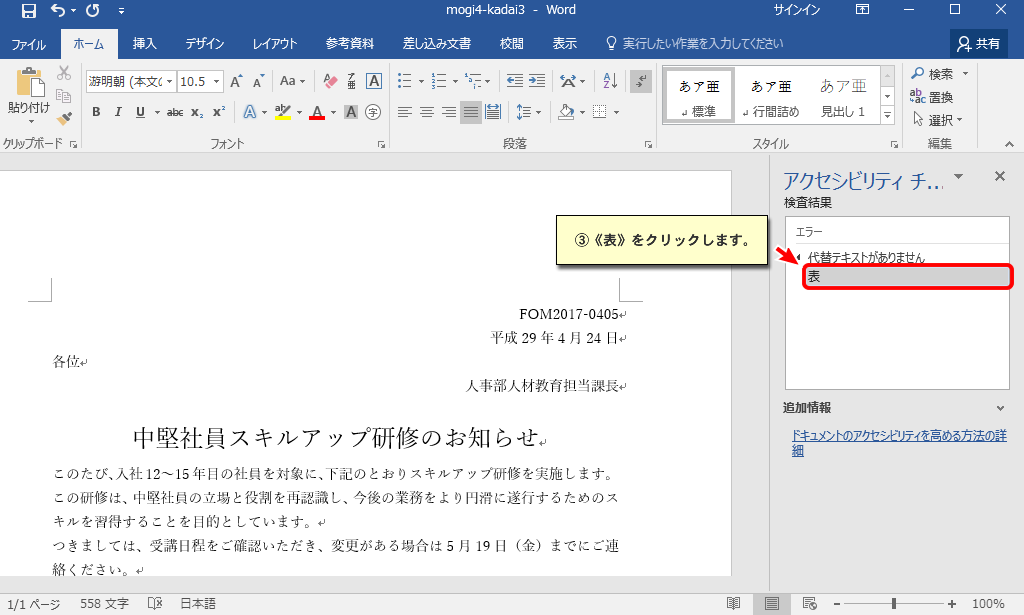 mogi4-kadai3 - Word
サインイン
ファイル
ホーム
挿入
デザイン
レイアウト
参考資料
差し込み文書
校閲
表示
実行したい作業を入力してください
共有
貼り付け
クリップボード
游明朝 (本文の
10.5
A A Aa A
B I U abc x₂ x² A A A 字
フォント
段落
あア亜
↲標準
あア亜
↲行間詰め
あア亜
見出し 1
スタイル
検索
置換
選択
編集
アクセシビリティ チ...
検査結果
エラー
代替テキストがありません
表
③《表》をクリックします。
追加情報
ドキュメントのアクセシビリティを高める方法の詳
細
FOM2017-0405↵
平成 29 年 4 月 24 日↵
各位↵
人事部人材教育担当課長↵
中堅社員スキルアップ研修のお知らせ↵
このたび、入社 12～15 年目の社員を対象に、下記のとおりスキルアップ研修を実施します。
この研修は、中堅社員の立場と役割を再認識し、今後の業務をより円滑に遂行するためのス
キルを習得することを目的としています。↵
つきましては、受講日程をご確認いただき、変更がある場合は 5 月 19 日（金）までにご連
絡ください。↵
1/1 ページ
558 文字
日本語
100%